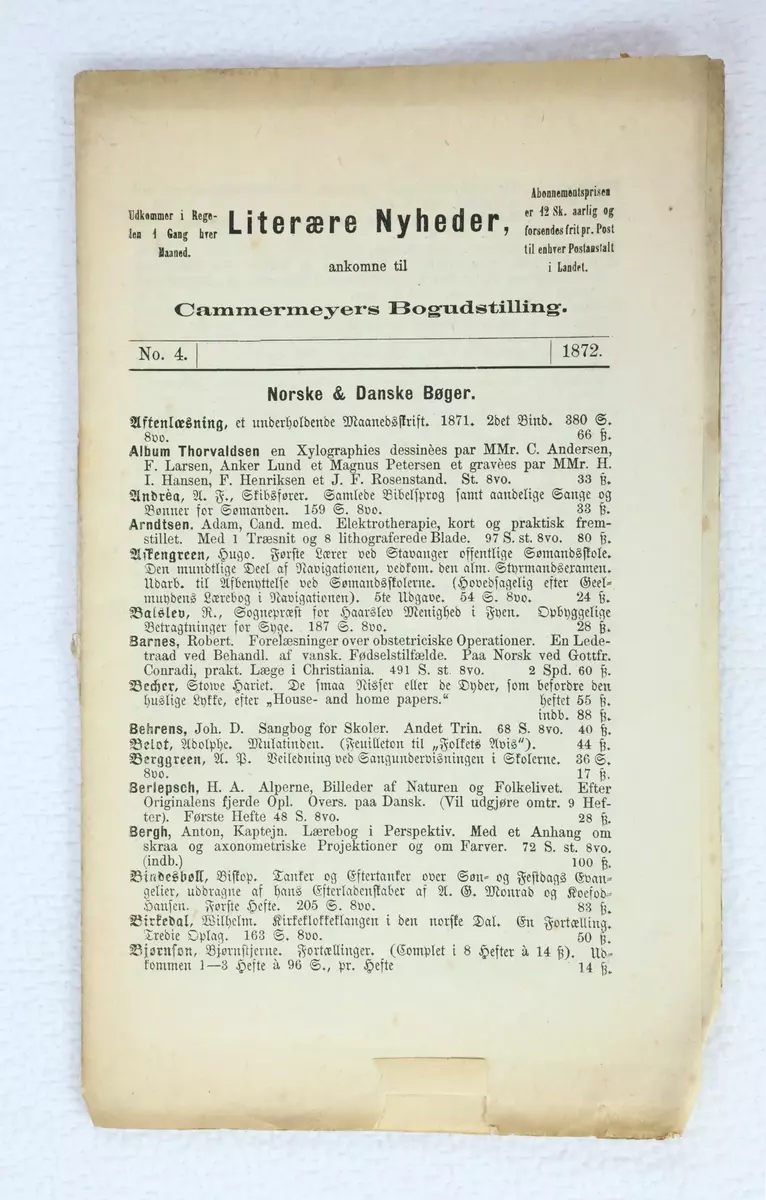 Udkommer i Rege-
len 1 Gang hver
Maaned.
Literære Nyheder,
Abonnementsprisen
er 12 Sk. aarlig og
forsendes frit pr. Post
til enhver Postanstalt
i Landet.
ankomne til
Cammermeyers Bogudstilling.
No. 4.
1872.
Norske & Danske Bøger.
Aftenlæsning, et underholdende Maanedsskrift. 1871. 2det Bind. 380 S.
8vo. 66 ß.
Album Thorvaldsen en Xylographies dessinèes par MMr. C. Andersen,
F. Larsen, Anker Lund et Magnus Petersen et gravèes par MMr. H.
I. Hansen, F. Henriksen et J. F. Rosenstand. St. 8vo. 33 ß.
Andrèa, A. F., Skibsfører. Samlede Bibelsprog samt aandelige Sange og
Bønner for Sømanden. 159 S. 8vo. 33 ß.
Arndtsen. Adam, Cand. med. Elektrotherapie, kort og praktisk frem-
stillet. Med 1 Træsnit og 8 lithograferede Blade. 97 S. st. 8vo. 80 ß.
Askengreen, Hugo. Første Lærer ved Stavanger offentlige Sømandsskole.
Den mundtlige Deel af Navigationen, vedkom. den alm. Styrmandsexamen.
Udarb. til Afbenyttelse ved Sømandsskolerne. (Hovedsagelig efter Geel-
muydens Lærebog i Navigationen). 5te Udgave. 54 S. 8vo. 24 ß.
Balslev, R., Sognepræst for Haarslev Menighed i Fyen. Opbyggelige
Betragtninger for Syge. 187 S. 8vo. 28 ß.
Barnes, Robert. Forelæsninger over obstetriciske Operationer. En Lede-
traad ved Behandl. af vansk. Fødselstilfælde. Paa Norsk ved Gottfr.
Conradi, prakt. Læge i Christiania. 491 S. st. 8vo. 2 Spd. 60 ß.
Becher, Stowe Hariet. De smaa Nisser eller de Dyder, som befordre den
huslige Lykke, efter „House- and home papers.“ heftet 55 ß.
indb. 88 ß.
Behrens, Joh. D. Sangbog for Skoler. Andet Trin. 68 S. 8vo. 40 ß.
Belot, Adolphe. Mulatinden. (Feuilleton til „Folkets Avis“). 44 ß.
Berggreen, A. P. Veiledning ved Sangundervisningen i Skolerne. 36 S.
8vo. 17 ß.
Berlepsch, H. A. Alperne, Billeder af Naturen og Folkelivet. Efter
Originalens fjerde Opl. Overs. paa Dansk. (Vil udgjøre omtr. 9 Hef-
ter). Første Hefte 48 S. 8vo. 28 ß.
Bergh, Anton, Kaptejn. Lærebog i Perspektiv. Med et Anhang om
skraa og axonometriske Projektioner og om Farver. 72 S. st. 8vo.
(indb.) 100 ß.
Bindesbøll, Biskop. Tanker og Eftertanker over Søn- og Festdags Evan-
gelier, uddragne af hans Efterladenskaber af A. G. Monrad og Koefod-
Hansen. Første Hefte. 205 S. 8vo. 83 ß.
Birkedal, Wilhelm. Kirkeklokkeklangen i den norske Dal. En Fortælling.
Tredie Oplag. 163 S. 8vo. 50 ß.
Bjørnson, Bjørnstjerne. Fortællinger. (Complet i 8 Hefter à 14 ß). Ud-
kommen 1—3 Hefte à 96 S., pr. Hefte 14 ß.